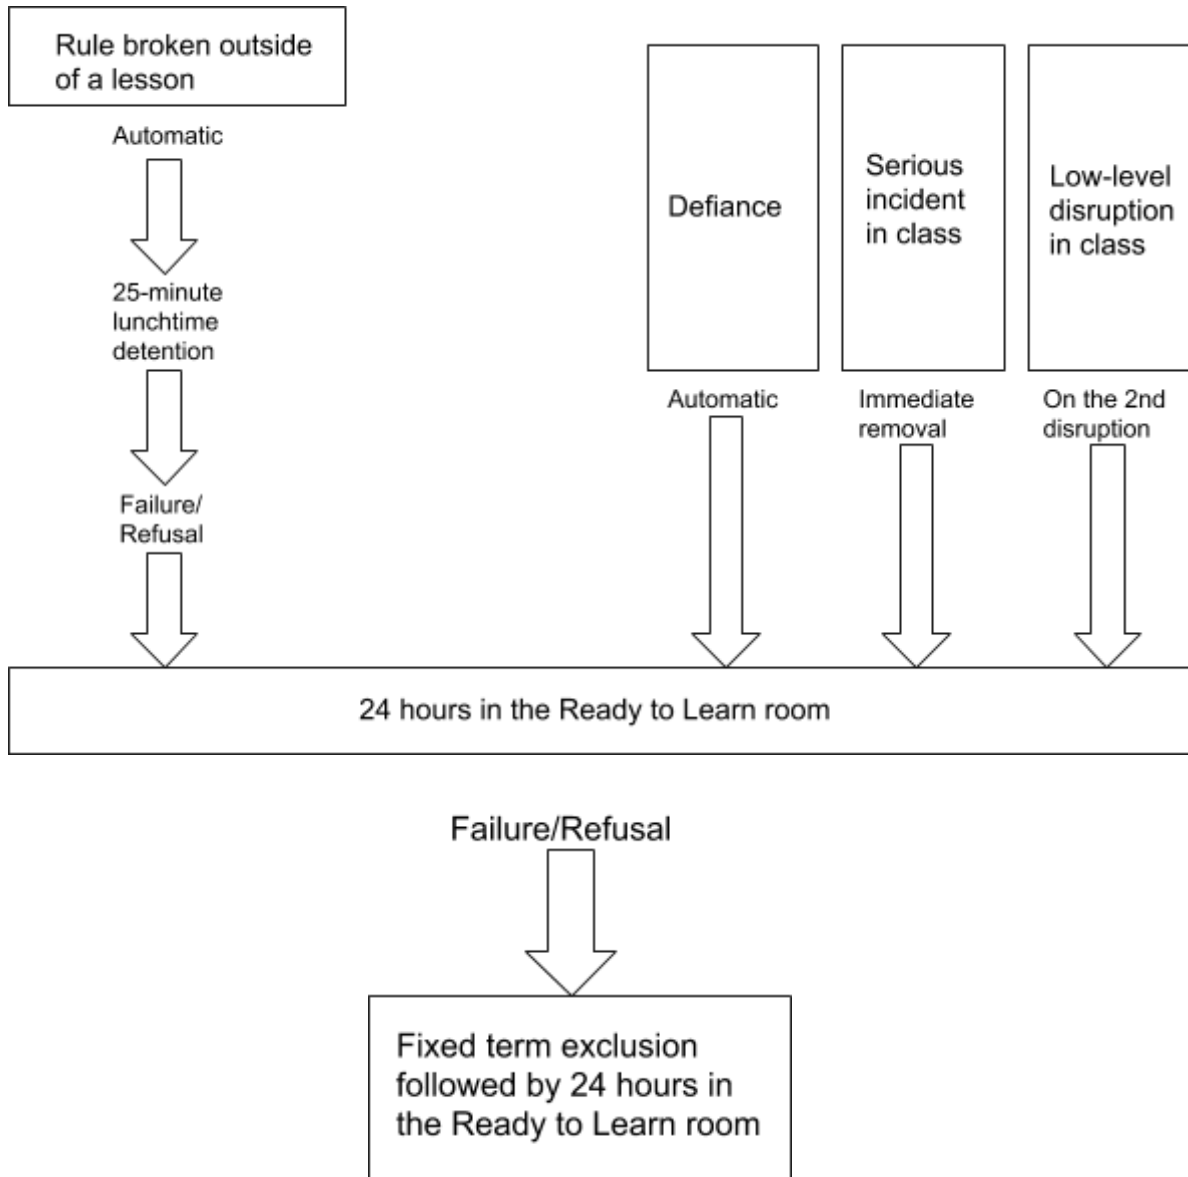 Rule broken outside
of a lesson
Automatic
25-minute
lunchtime
detention
Failure/
Refusal
Defiance
Automatic
Serious
incident
in class
Immediate
removal
Low-level
disruption
in class
On the 2nd
disruption
24 hours in the Ready to Learn room
Failure/Refusal
Fixed term exclusion
followed by 24 hours in
the Ready to Learn room